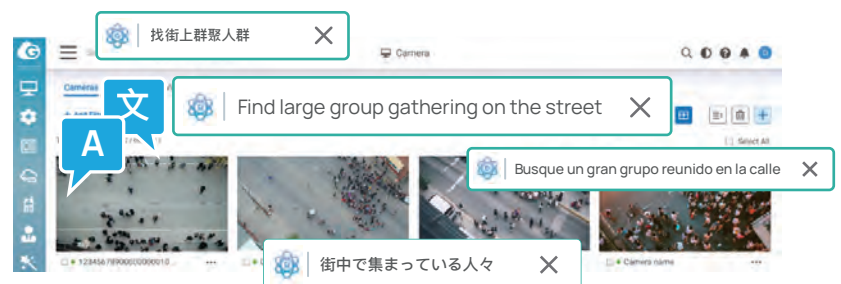 找街上群聚人群
Camera
Cameras
文
Find large group gathering on the street
A
Select All
Busque un gran grupo reunido en la calle
街中で集まっている人々
Camera name